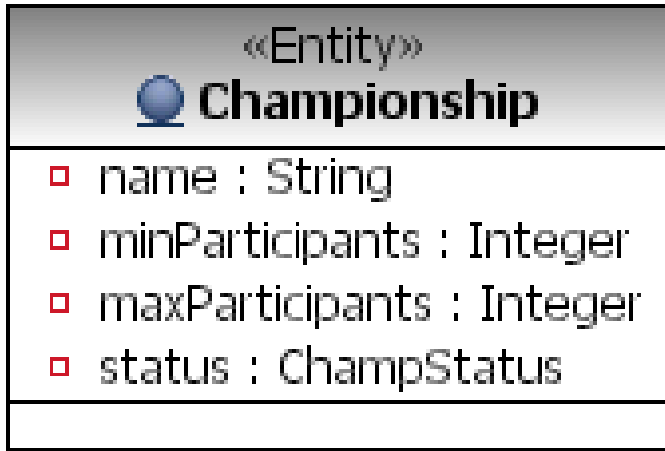 «Entity»
Championship
name : String
minParticipants : Integer
maxParticipants : Integer
status : ChampStatus